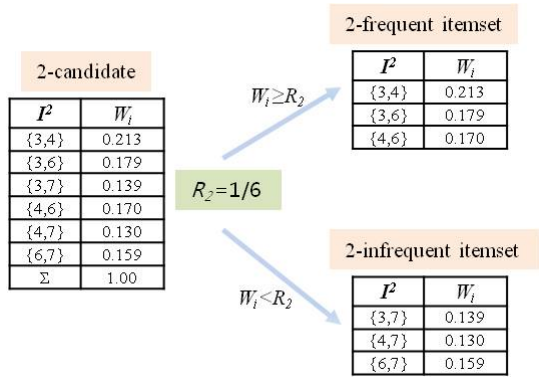 2-candidate
I² Wᵢ
{3,4} 0.213
{3,6} 0.179
{3,7} 0.139
{4,6} 0.170
{4,7} 0.130
{6,7} 0.159
Σ 1.00
R₂=1/6
Wᵢ≥R₂
Wᵢ<R₂
2-frequent itemset
I² Wᵢ
{3,4} 0.213
{3,6} 0.179
{4,6} 0.170
2-infrequent itemset
I² Wᵢ
{3,7} 0.139
{4,7} 0.130
{6,7} 0.159